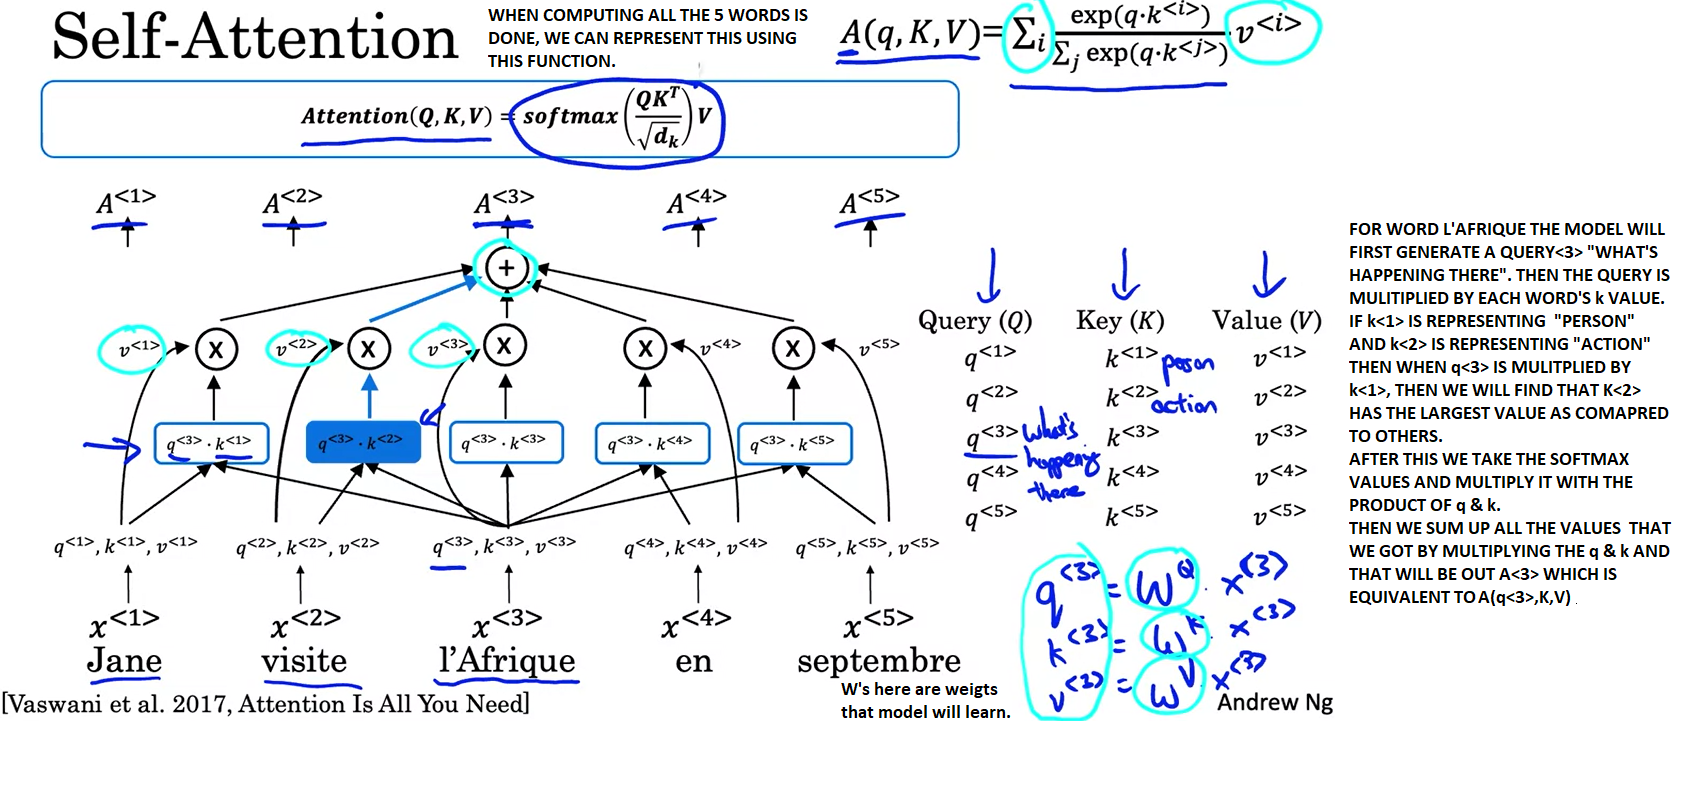 Self-Attention
WHEN COMPUTING ALL THE 5 WORDS IS
DONE, WE CAN REPRESENT THIS USING
THIS FUNCTION.
A(q, K, V) = Σ_i exp(q·k^<i>) / Σ_j exp(q·k^<j>) v^<i>
Attention(Q, K, V) = softmax(QK^T / √d_k) V
A^<1> A^<2> A^<3> A^<4> A^<5>
+
v^<1> x v^<2> x v^<3> x x v^<4> x v^<5>
q^<3> · k^<1> q^<3> · k^<2> q^<3> · k^<3> q^<3> · k^<4> q^<3> · k^<5>
q^<1>, k^<1>, v^<1> q^<2>, k^<2>, v^<2> q^<3>, k^<3>, v^<3> q^<4>, k^<4>, v^<4> q^<5>, k^<5>, v^<5>
x^<1> x^<2> x^<3> x^<4> x^<5>
Jane visite l'Afrique en septembre
[Vaswani et al. 2017, Attention Is All You Need]
Query (Q) Key (K) Value (V)
q^<1> k^<1> person v^<1>
q^<2> k^<2> action v^<2>
q^<3> what's happening there k^<3> v^<3>
q^<4> k^<4> v^<4>
q^<5> k^<5> v^<5>
q^<3> = W^Q · x^<3>
k^<3> = W^K · x^<3>
v^<3> = W^V · x^<3>
W's here are weigts
that model will learn.
Andrew Ng
FOR WORD L'AFRIQUE THE MODEL WILL
FIRST GENERATE A QUERY<3> "WHAT'S
HAPPENING THERE". THEN THE QUERY IS
MULITIPLIED BY EACH WORD'S k VALUE.
IF k<1> IS REPRESENTING "PERSON"
AND k<2> IS REPRESENTING "ACTION"
THEN WHEN q<3> IS MULITPLIED BY
k<1>, THEN WE WILL FIND THAT K<2>
HAS THE LARGEST VALUE AS COMAPRED
TO OTHERS.
AFTER THIS WE TAKE THE SOFTMAX
VALUES AND MULTIPLY IT WITH THE
PRODUCT OF q & k.
THEN WE SUM UP ALL THE VALUES THAT
WE GOT BY MULTIPLYING THE q & k AND
THAT WILL BE OUT A<3> WHICH IS
EQUIVALENT TO A(q<3>,K,V) .